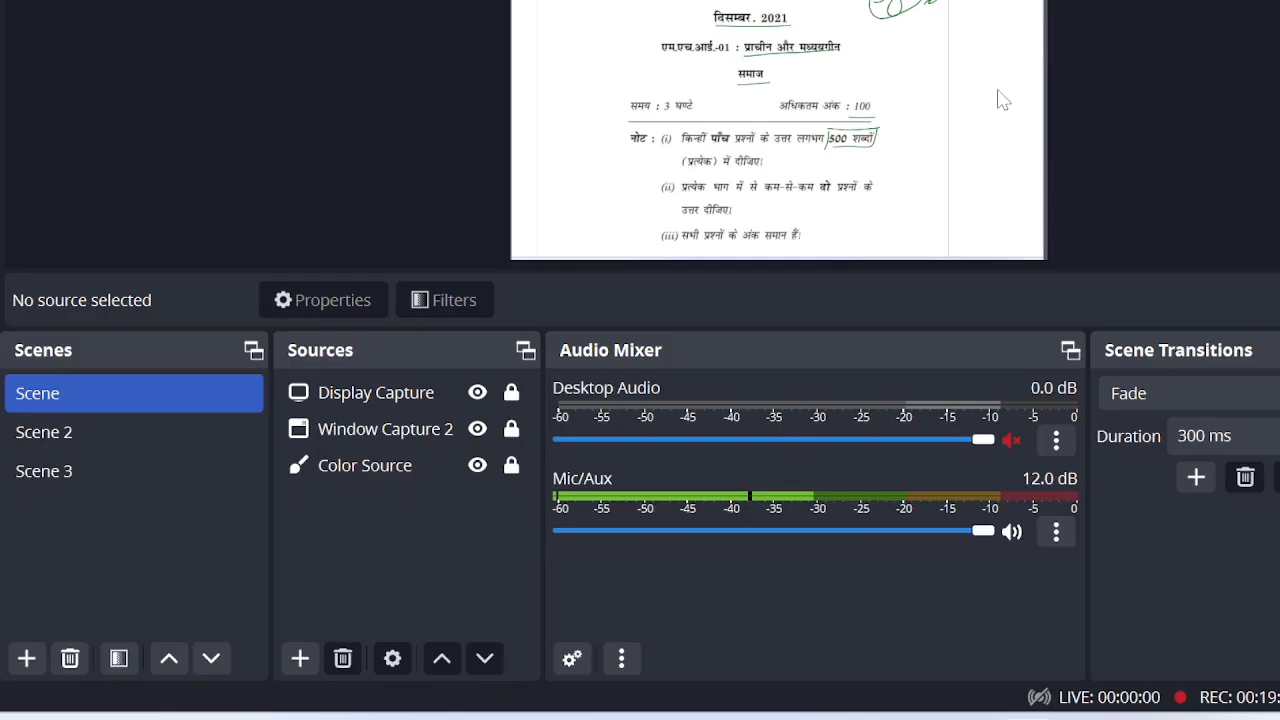 दिसम्बर. 2021
एम.एच.आई.-01 : प्राचीन और मध्ययुगीन
समाज
समय : 3 घण्टे अधिकतम अंक : 100
नोट : (i) किन्हीं पाँच प्रश्नों के उत्तर लगभग 500 शब्दों
(प्रत्येक) में दीजिए।
(ii) प्रत्येक भाग में से कम-से-कम दो प्रश्नों के
उत्तर दीजिए।
(iii) सभी प्रश्नों के अंक समान हैं।
No source selected Properties Filters
Scenes
Scene
Scene 2
Scene 3
Sources
Display Capture
Window Capture 2
Color Source
Audio Mixer
Desktop Audio 0.0 dB
-60 -55 -50 -45 -40 -35 -30 -25 -20 -15 -10 -5 0
Mic/Aux 12.0 dB
-60 -55 -50 -45 -40 -35 -30 -25 -20 -15 -10 -5 0
Scene Transitions
Fade
Duration 300 ms
LIVE: 00:00:00 REC: 00:19: